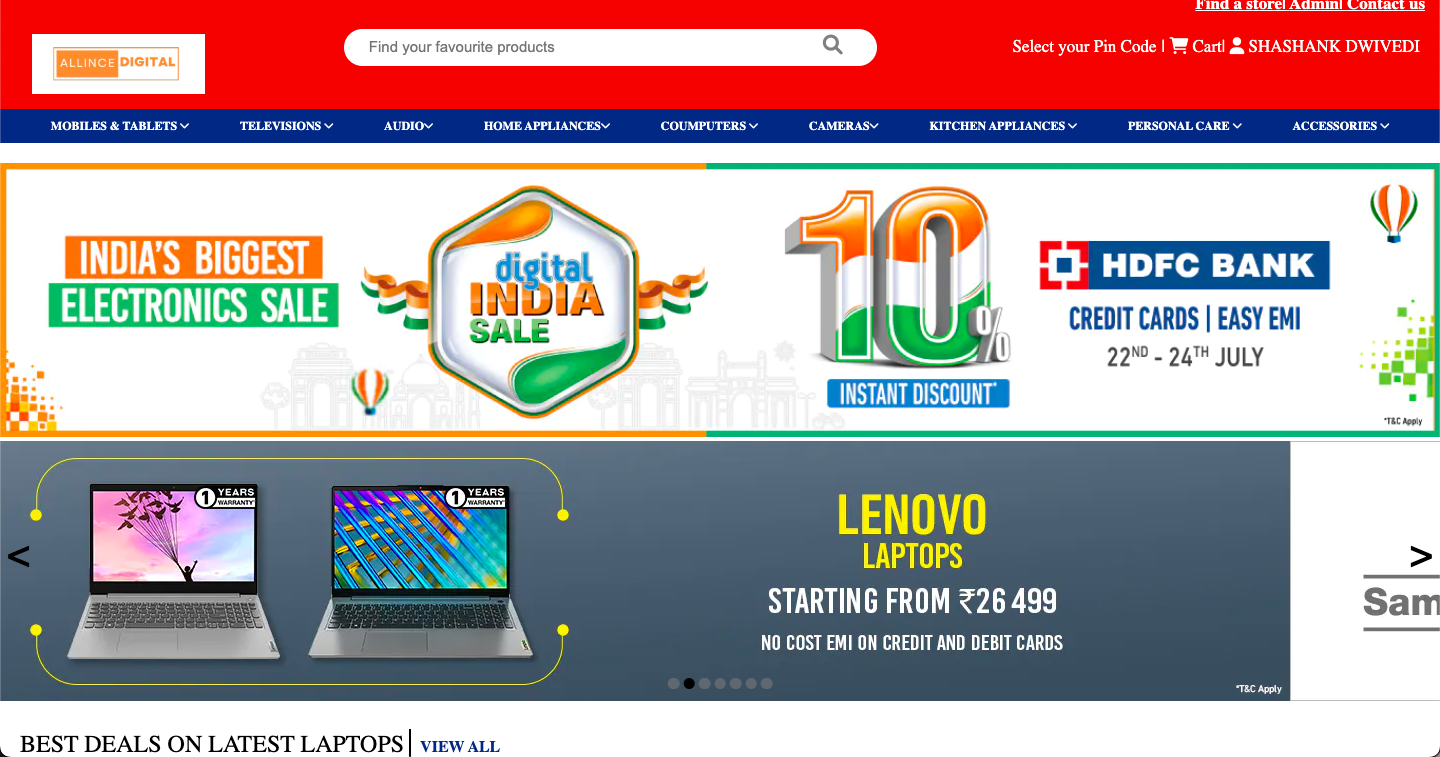 Find a store| Admin| Contact us
ALLINCE DIGITAL
Find your favourite products
Select your Pin Code | Cart| SHASHANK DWIVEDI
MOBILES & TABLETS TELEVISIONS AUDIO HOME APPLIANCES COUMPUTERS CAMERAS KITCHEN APPLIANCES PERSONAL CARE ACCESSORIES
INDIA'S BIGGEST
ELECTRONICS SALE
digital
INDIA
SALE
10%
INSTANT DISCOUNT*
HDFC BANK
CREDIT CARDS | EASY EMI
22ND - 24TH JULY
*T&C Apply
1 YEARS WARRANTY*
1 YEARS WARRANTY*
LENOVO
LAPTOPS
STARTING FROM ₹26 499
NO COST EMI ON CREDIT AND DEBIT CARDS
*T&C Apply
<
>
Sam
BEST DEALS ON LATEST LAPTOPS | VIEW ALL